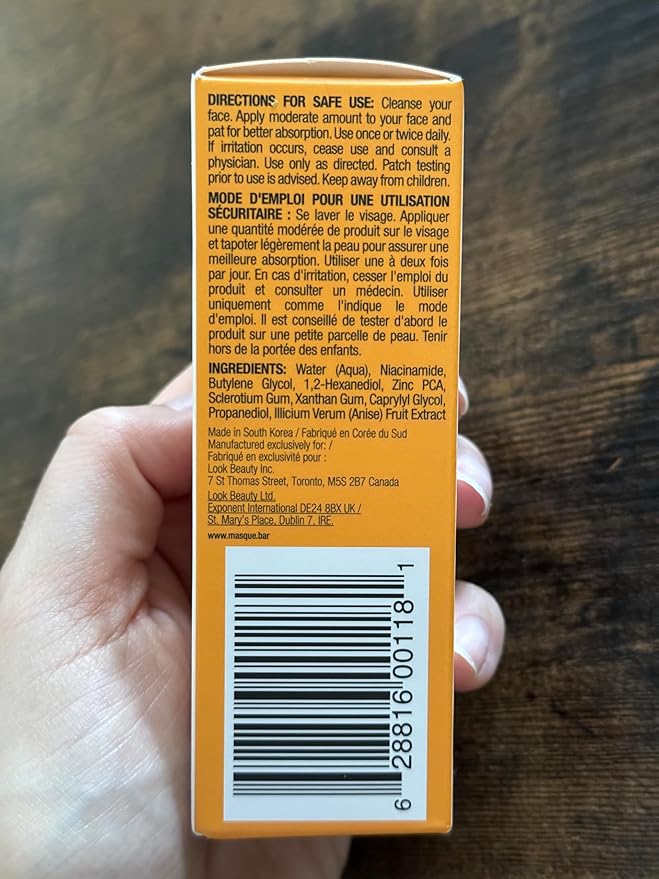 DIRECTIONS FOR SAFE USE: Cleanse your
face. Apply moderate amount to your face and
pat for better absorption. Use once or twice daily.
If irritation occurs, cease use and consult a
physician. Use only as directed. Patch testing
prior to use is advised. Keep away from children.
MODE D'EMPLOI POUR UNE UTILISATION
SÉCURITAIRE : Se laver le visage. Appliquer
une quantité modérée de produit sur le visage
et tapoter légèrement la peau pour assurer une
meilleure absorption. Utiliser une à deux fois
par jour. En cas d'irritation, cesser l'emploi du
produit et consulter un médecin. Utiliser
uniquement comme l'indique le mode
d'emploi. Il est conseillé de tester d'abord le
produit sur une petite parcelle de peau. Tenir
hors de la portée des enfants.
INGREDIENTS: Water (Aqua), Niacinamide,
Butylene Glycol, 1,2-Hexanediol, Zinc PCA,
Sclerotium Gum, Xanthan Gum, Caprylyl Glycol,
Propanediol, Illicium Verum (Anise) Fruit Extract
Made in South Korea / Fabriqué en Corée du Sud
Manufactured exclusively for: /
Fabriqué en exclusivité pour :
Look Beauty Inc.
7 St Thomas Street, Toronto, M5S 2B7 Canada
Look Beauty Ltd.
Exponent International DE24 8BX UK /
St. Mary's Place, Dublin 7, IRE.
www.masque.bar
6 28816 00118 1